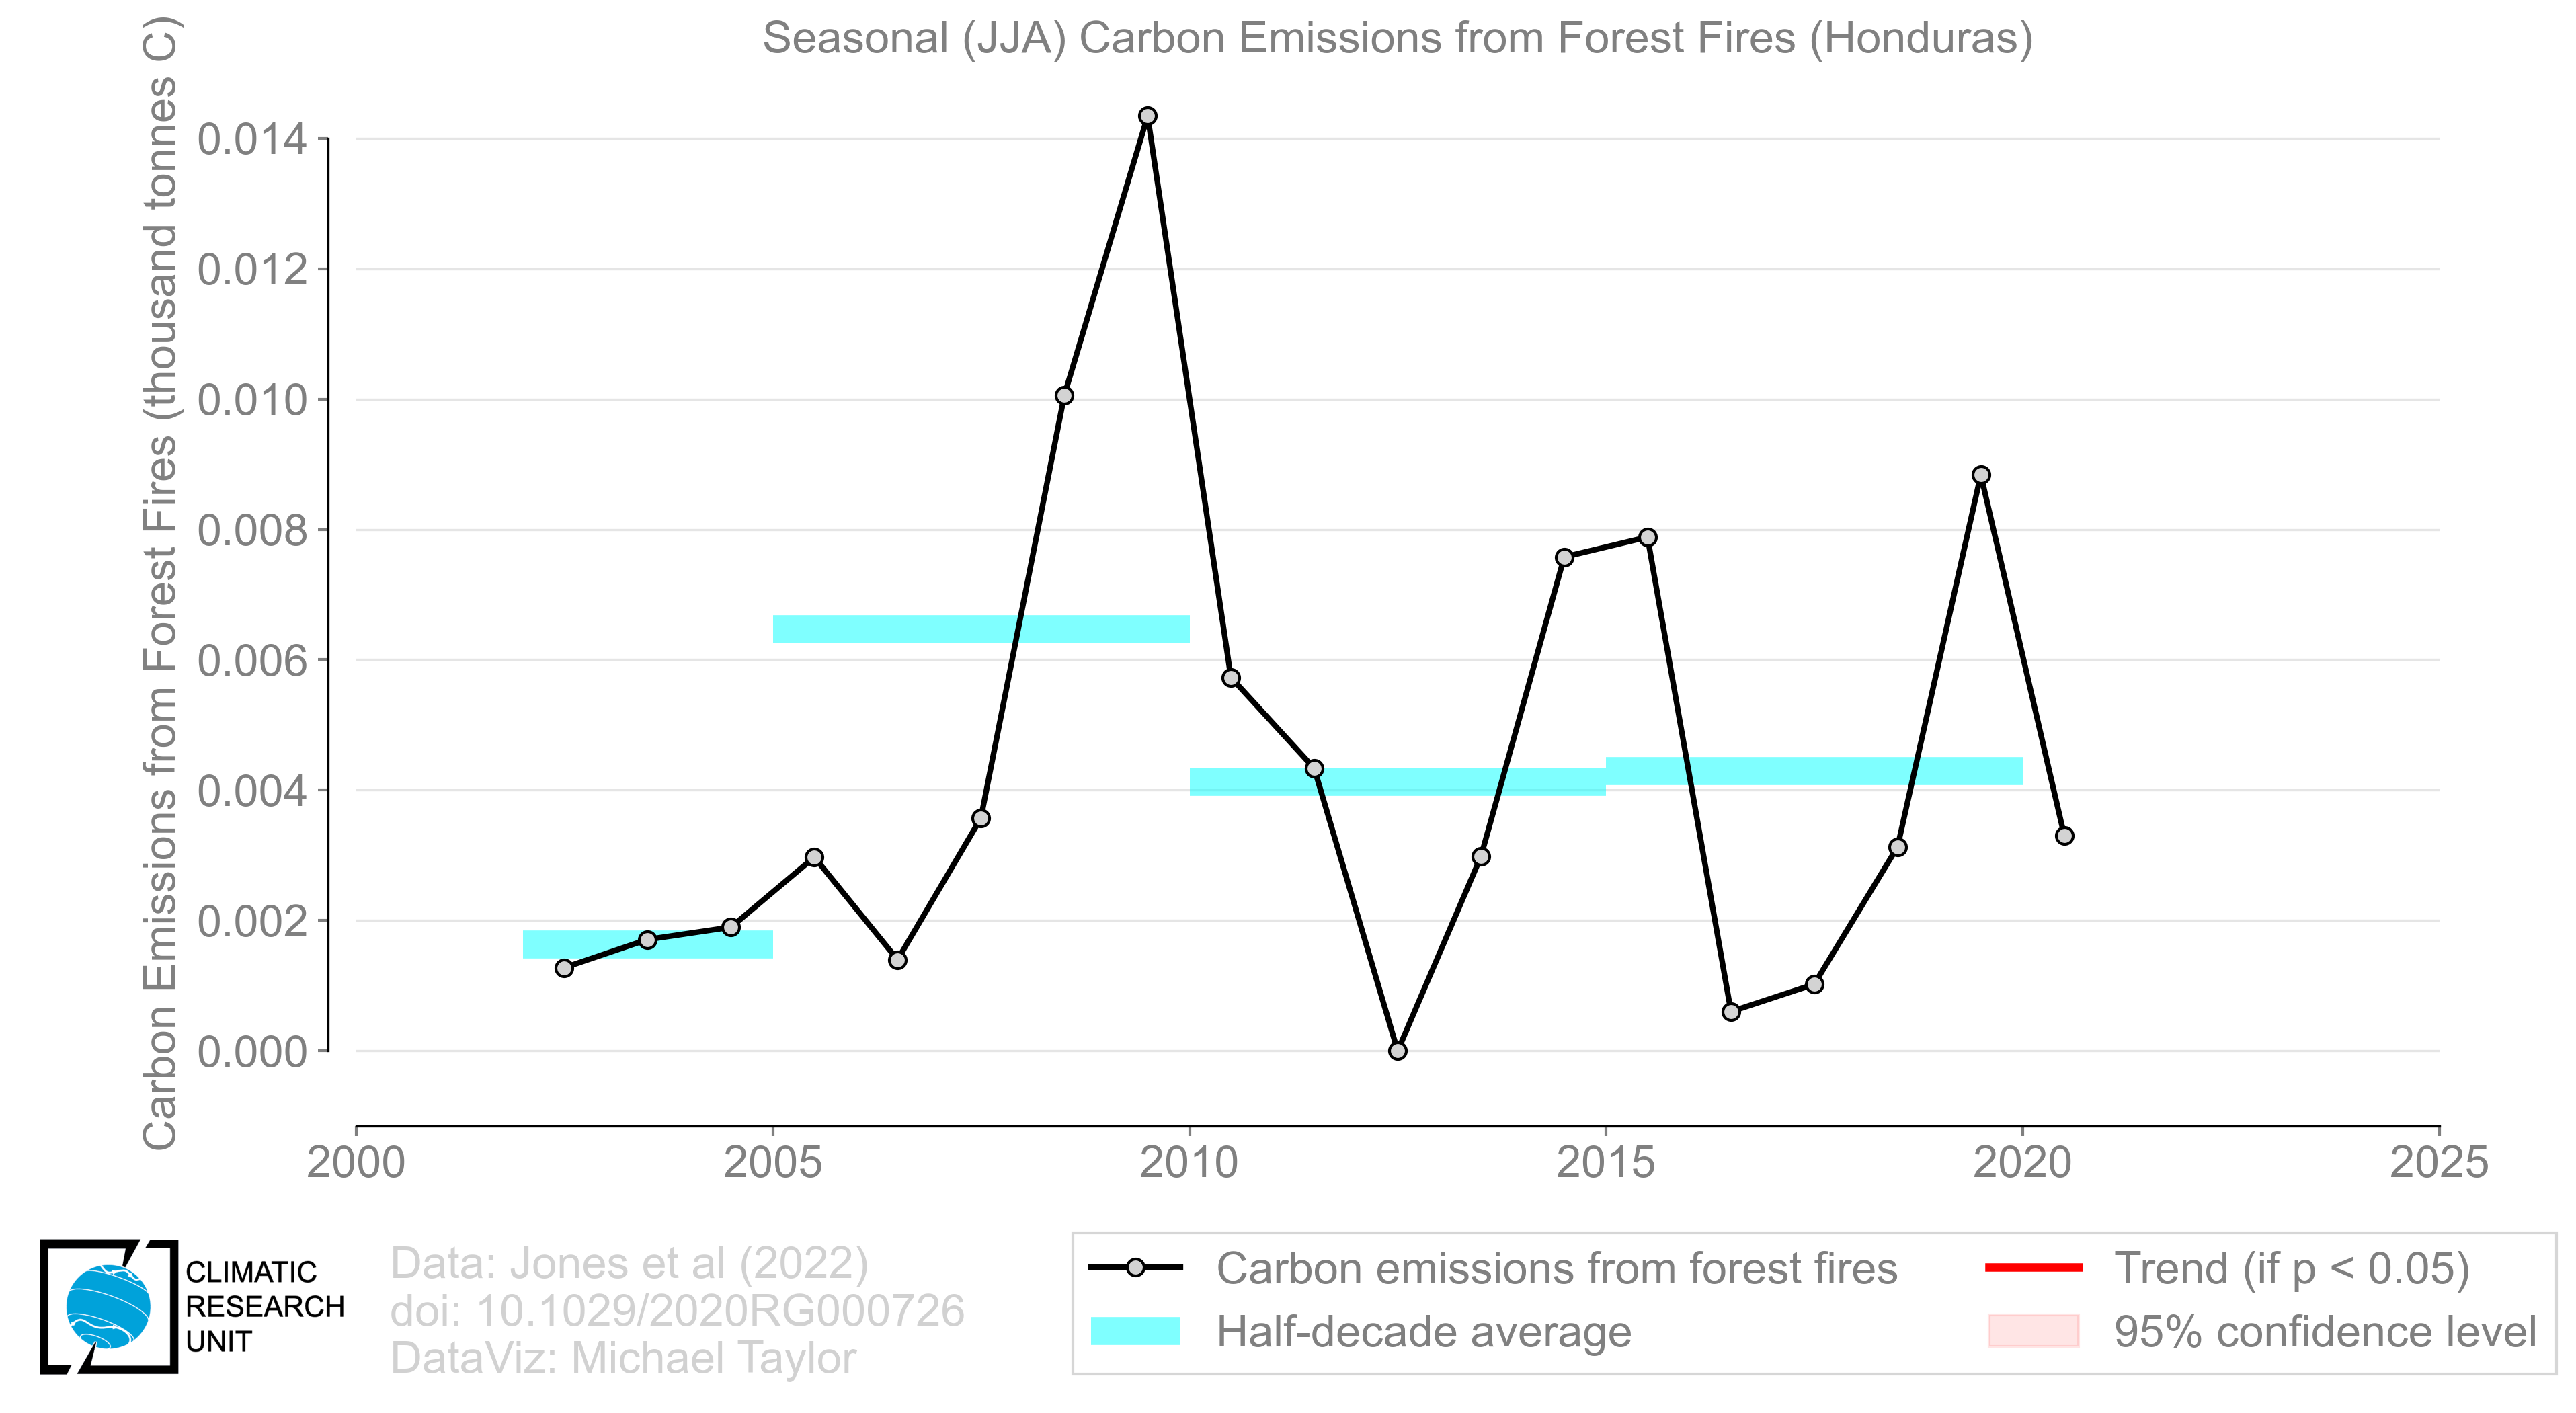 Seasonal (JJA) Carbon Emissions from Forest Fires (Honduras)
Carbon Emissions from Forest Fires (thousand tonnes C)
0.014
0.012
0.010
0.008
0.006
0.004
0.002
0.000
2000 2005 2010 2015 2020 2025
CLIMATIC
RESEARCH
UNIT
Data: Jones et al (2022)
doi: 10.1029/2020RG000726
DataViz: Michael Taylor
Carbon emissions from forest fires
Half-decade average
Trend (if p < 0.05)
95% confidence level